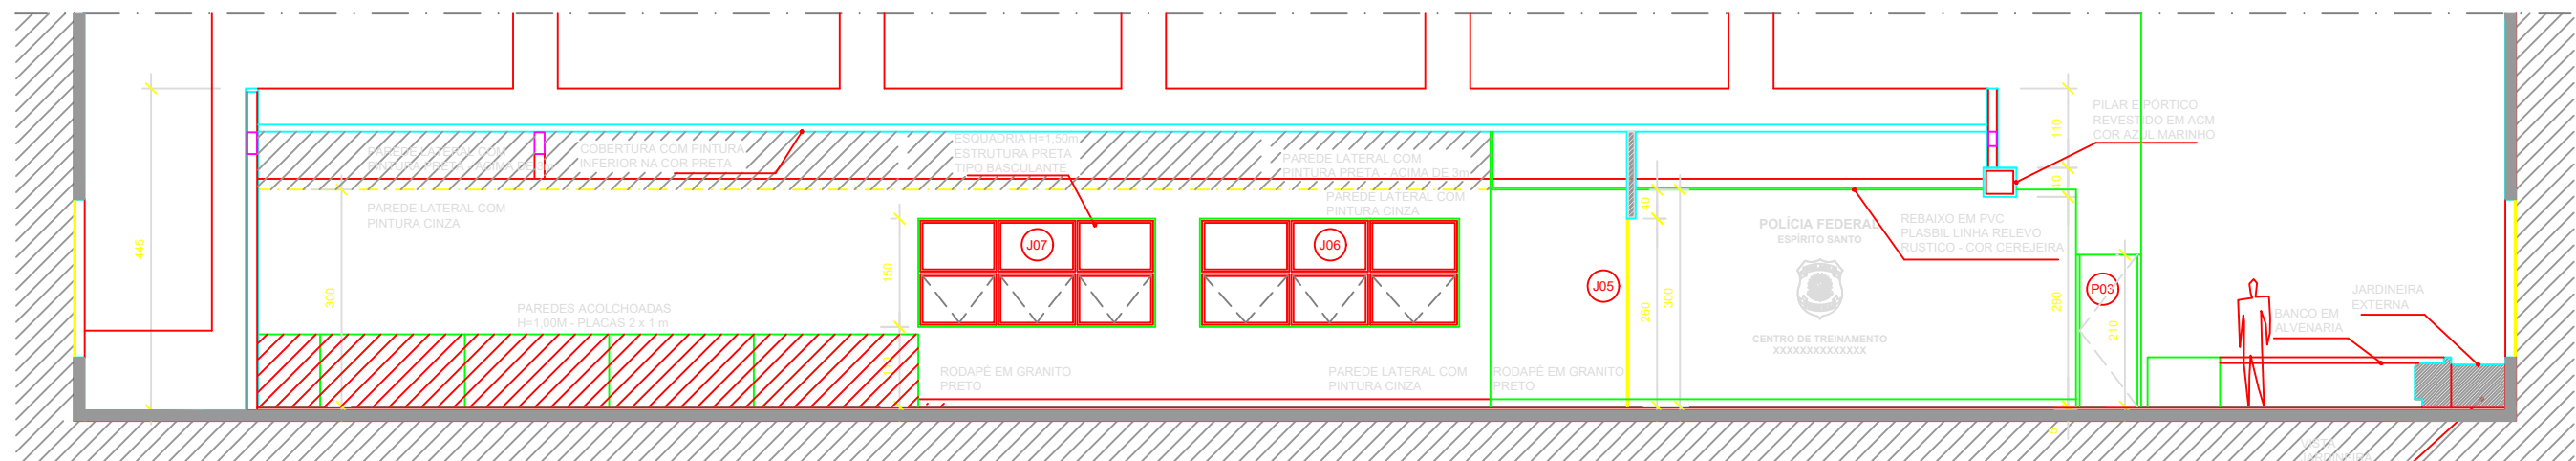 PAREDE LATERAL COM
PINTURA PRETA - ACIMA DE 3m
COBERTURA COM PINTURA
INFERIOR NA COR PRETA
ESQUADRIA H=1,50m
ESTRUTURA PRETA
TIPO BASCULANTE
PAREDE LATERAL COM
PINTURA PRETA - ACIMA DE 3m
PAREDE LATERAL COM
PINTURA CINZA
PILAR E PÓRTICO
REVESTIDO EM ACM
COR AZUL MARINHO
110
40
PAREDE LATERAL COM
PINTURA CINZA
445
300
150
110
J07
J06
J05
40
260
300
POLÍCIA FEDERAL
ESPÍRITO SANTO
CENTRO DE TREINAMENTO
XXXXXXXXXXXXXX
REBAIXO EM PVC
PLASBIL LINHA RELEVO
RUSTICO - COR CEREJEIRA
290
P03
210
5
JARDINEIRA
EXTERNA
BANCO EM
ALVENARIA
PAREDES ACOLCHOADAS
H=1,00M - PLACAS 2 x 1 m
RODAPÉ EM GRANITO
PRETO
PAREDE LATERAL COM
PINTURA CINZA
RODAPÉ EM GRANITO
PRETO
VISTA
JARDINEIRA